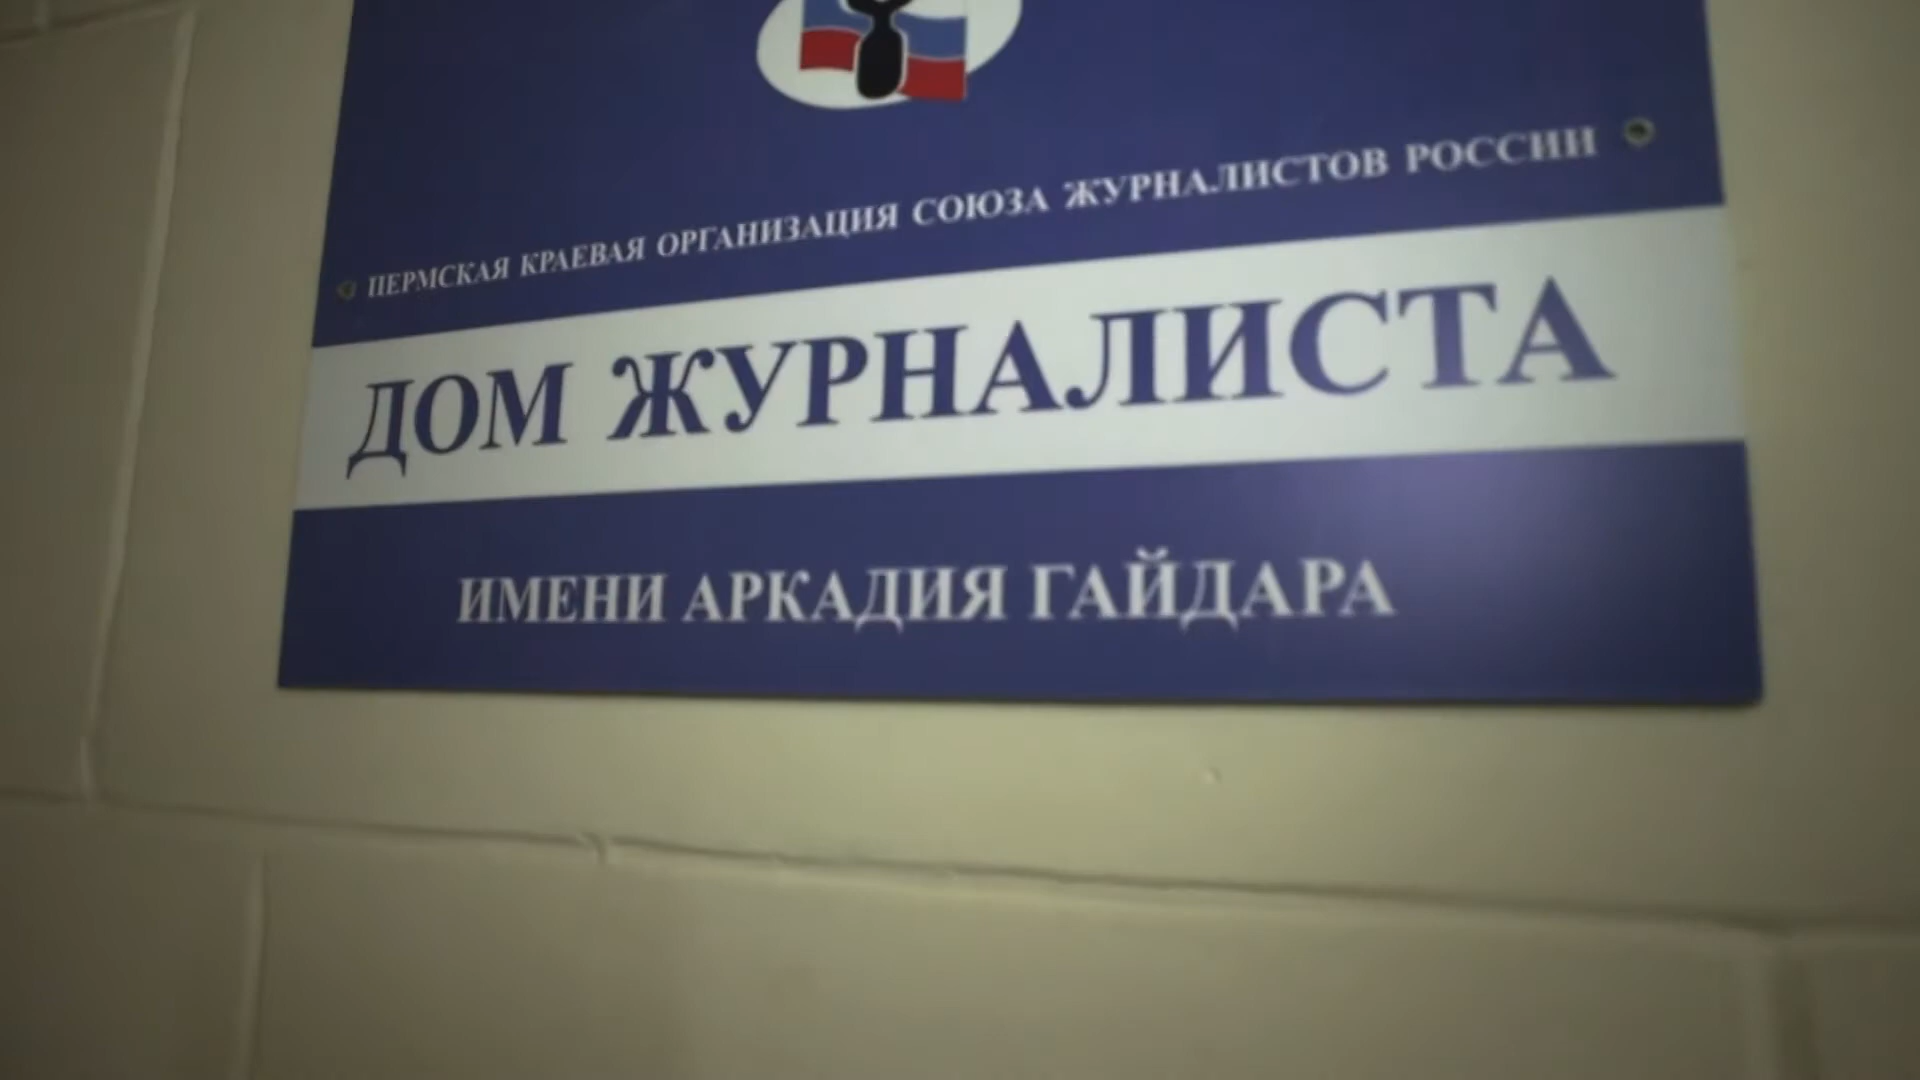 ПЕРМСКАЯ КРАЕВАЯ ОРГАНИЗАЦИЯ СОЮЗА ЖУРНАЛИСТОВ РОССИИ
ДОМ ЖУРНАЛИСТА
ИМЕНИ АРКАДИЯ ГАЙДАРА